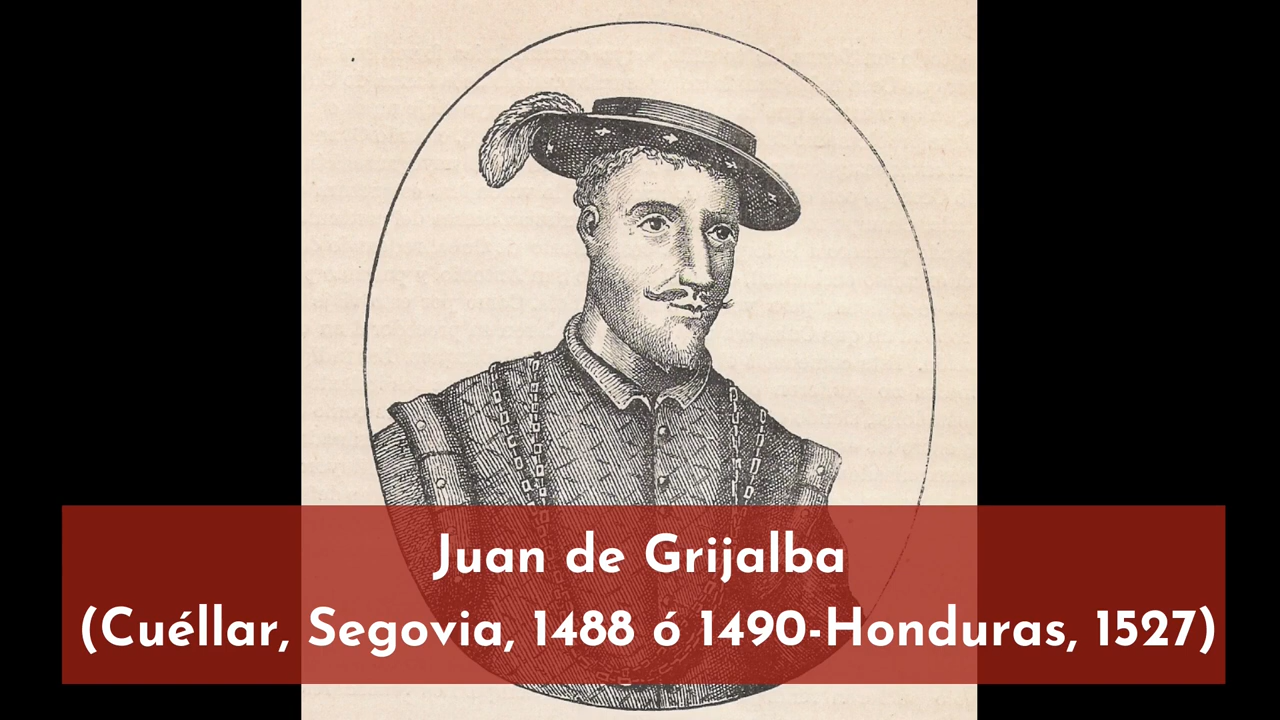 Juan de Grijalba
(Cuéllar, Segovia, 1488 ó 1490-Honduras, 1527)